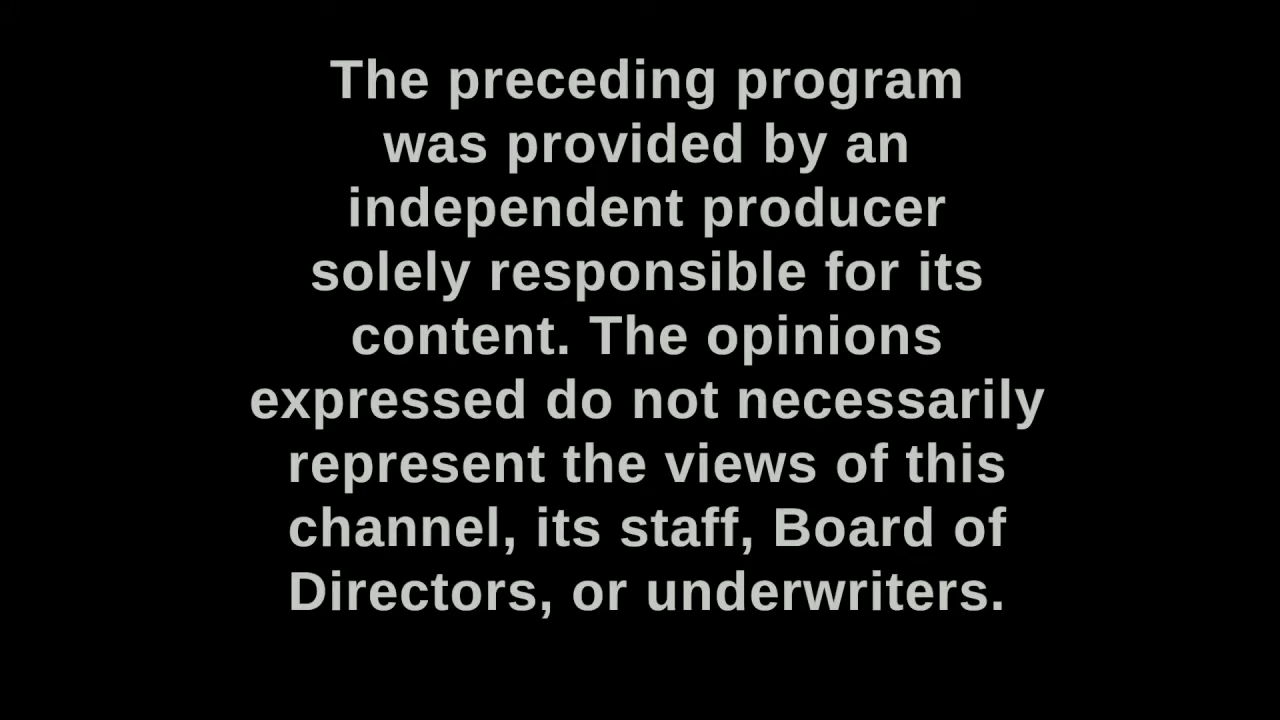 The preceding program
was provided by an
independent producer
solely responsible for its
content. The opinions
expressed do not necessarily
represent the views of this
channel, its staff, Board of
Directors, or underwriters.